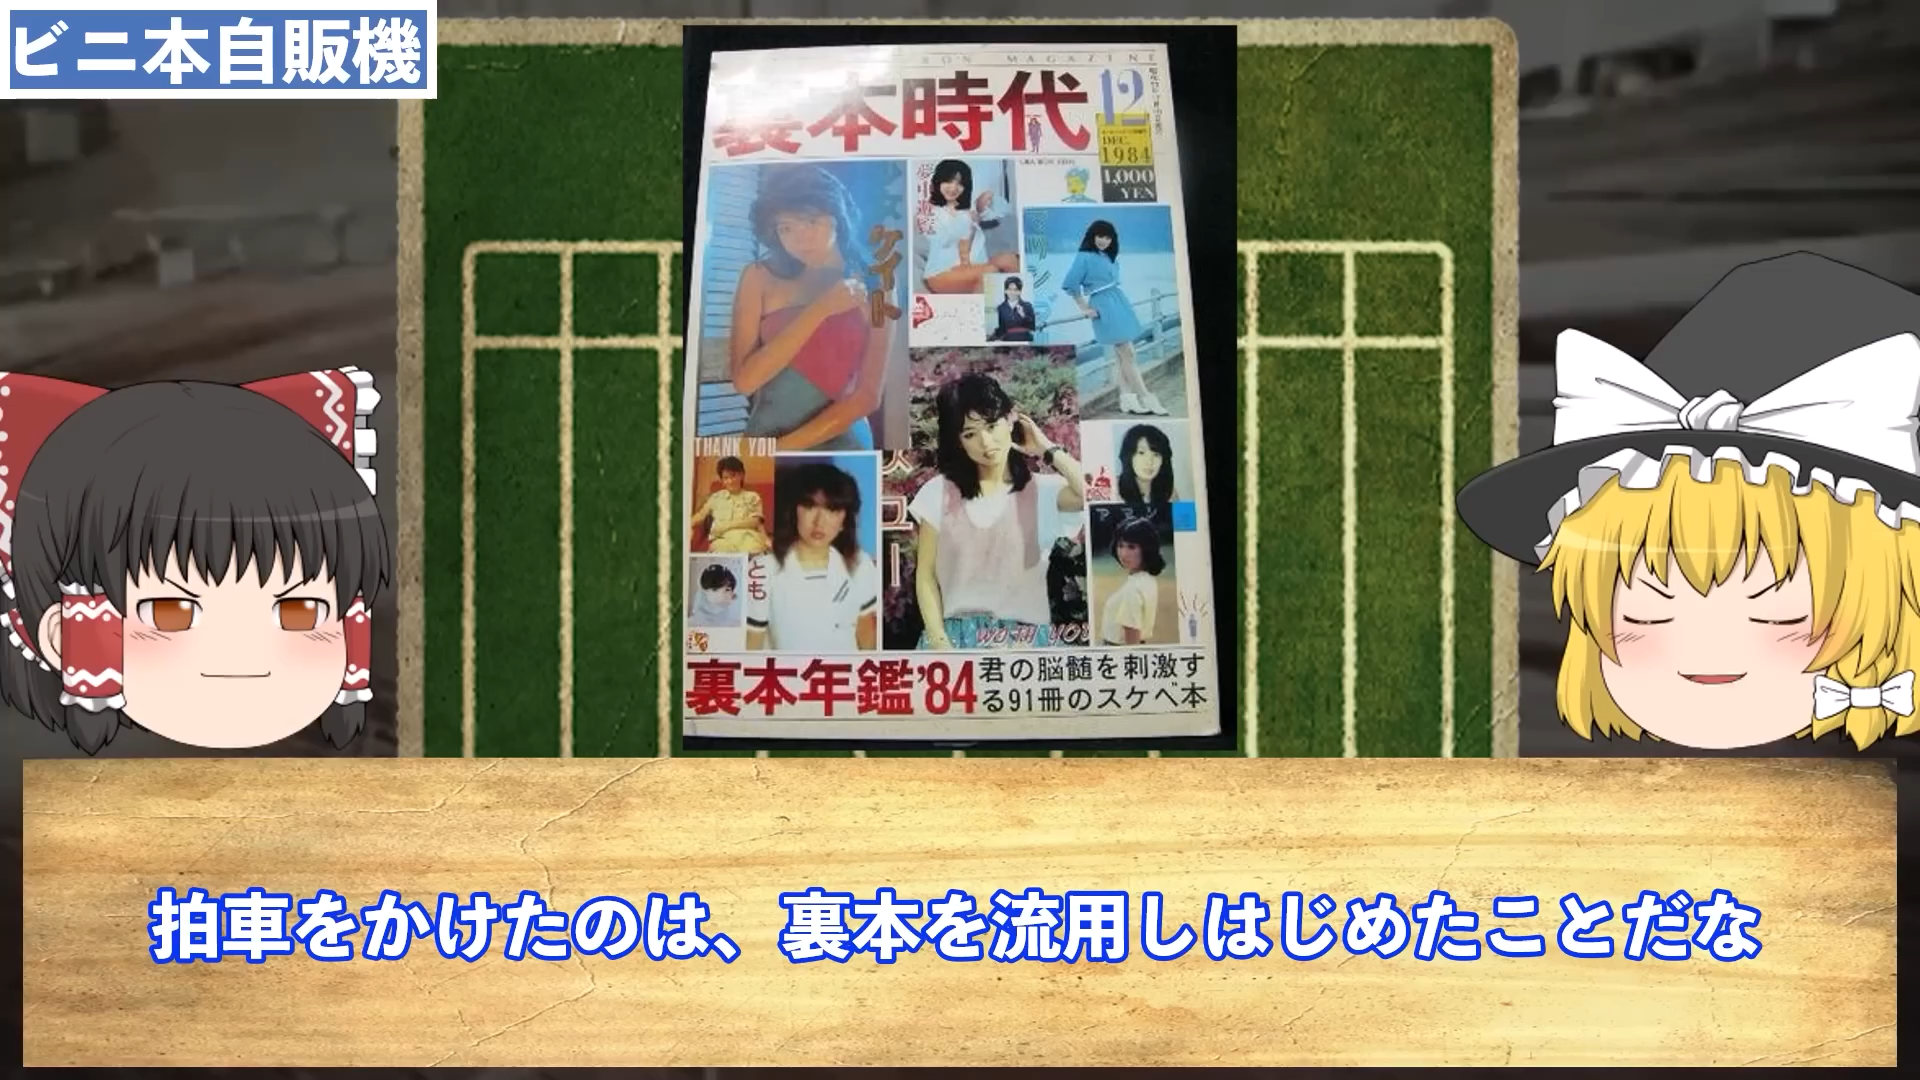 ビニ本自販機
BON MAGAZINE
裏本時代
12
DEC.
1984
1,000
YEN
ケイト
THANK YOU
とも
裏本年鑑'84
君の脳髄を刺激す
る91冊のスケベ本
拍車をかけたのは、裏本を流用しはじめたことだな